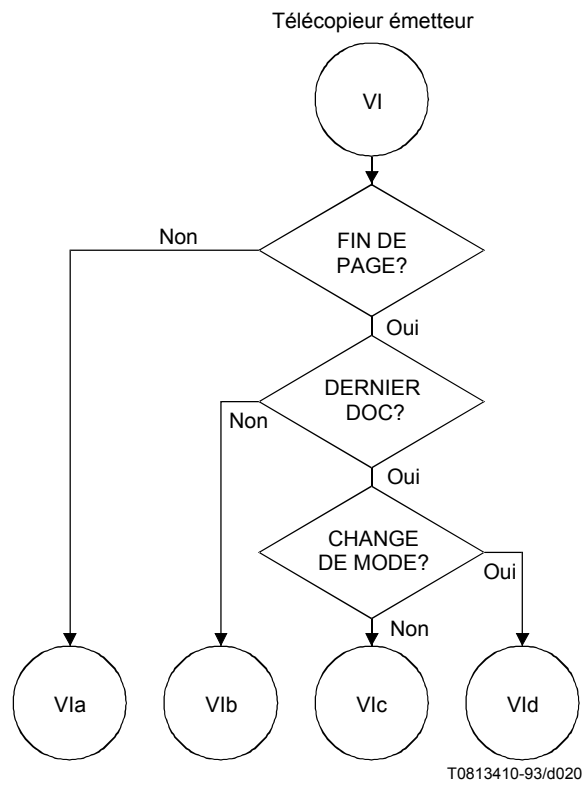 Télécopieur émetteur
VI
Non
FIN DE
PAGE?
Oui
DERNIER
DOC?
Non
Oui
CHANGE
DE MODE?
Oui
Non
VIa
VIb
VIc
VId
T0813410-93/d020